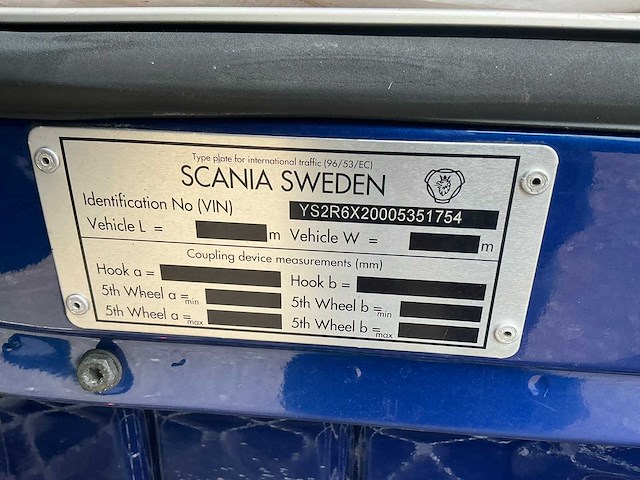 Type plate for international traffic (96/53/EC)
SCANIA SWEDEN
Identification No (VIN) YS2R6X20005351754
Vehicle L = m Vehicle W = m
Coupling device measurements (mm)
Hook a = Hook b =
5th Wheel a min = 5th Wheel b min =
5th Wheel a max = 5th Wheel b max =